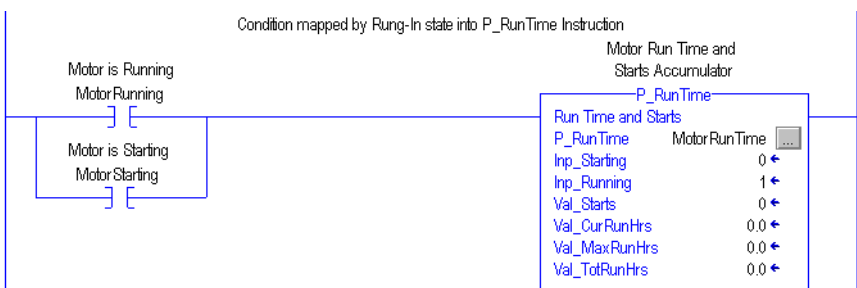 Condition mapped by Rung-In state into P_RunTime Instruction
Motor Run Time and
Starts Accumulator
Motor is Running
MotorRunning
Motor is Starting
MotorStarting
P_RunTime
Run Time and Starts
P_RunTime MotorRunTime ...
Inp_Starting 0
Inp_Running 1
Val_Starts 0
Val_CurRunHrs 0.0
Val_MaxRunHrs 0.0
Val_TotRunHrs 0.0